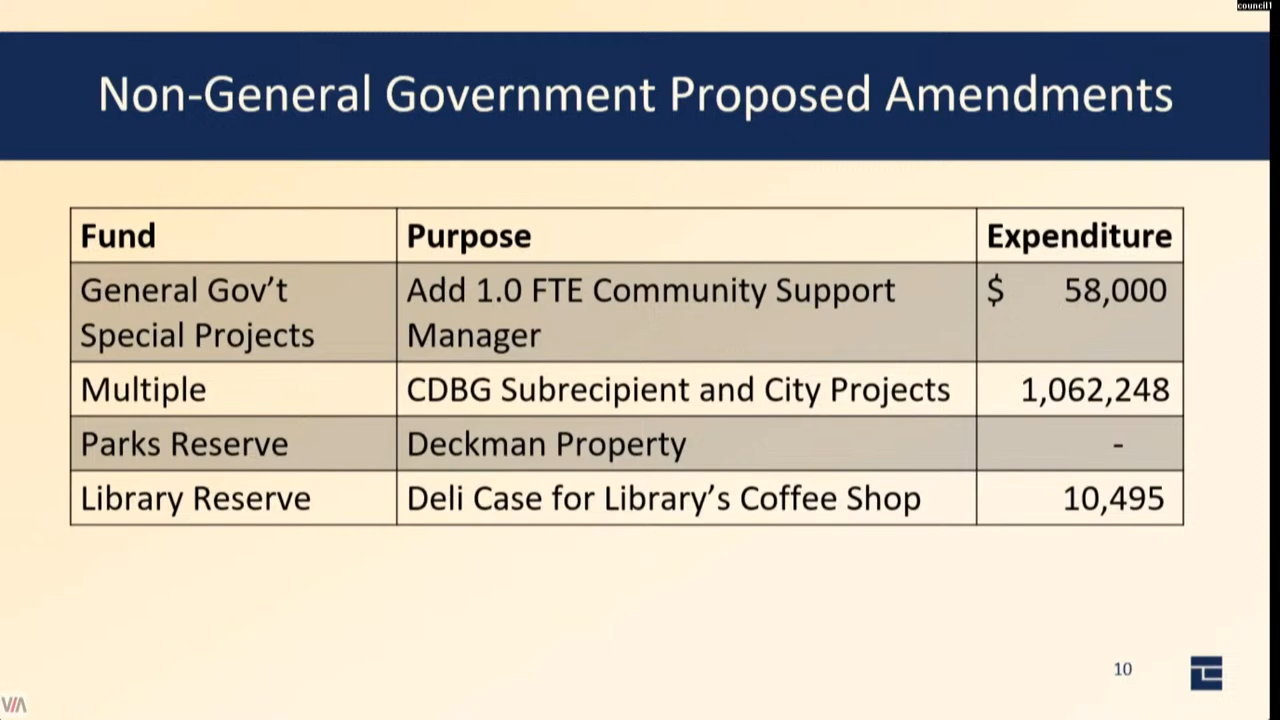 council1
Non-General Government Proposed Amendments
Fund Purpose Expenditure
General Gov't Special Projects Add 1.0 FTE Community Support Manager $ 58,000
Multiple CDBG Subrecipient and City Projects 1,062,248
Parks Reserve Deckman Property -
Library Reserve Deli Case for Library's Coffee Shop 10,495
10
VIA